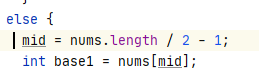 else {
mid = nums.length / 2 - 1;
int base1 = nums[mid];